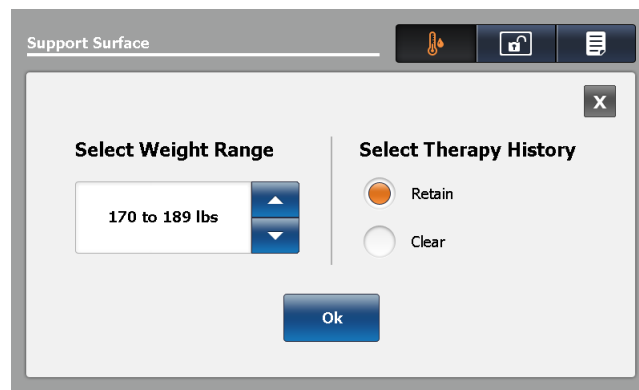 Support Surface
X
Select Weight Range
170 to 189 lbs
Select Therapy History
Retain
Clear
Ok